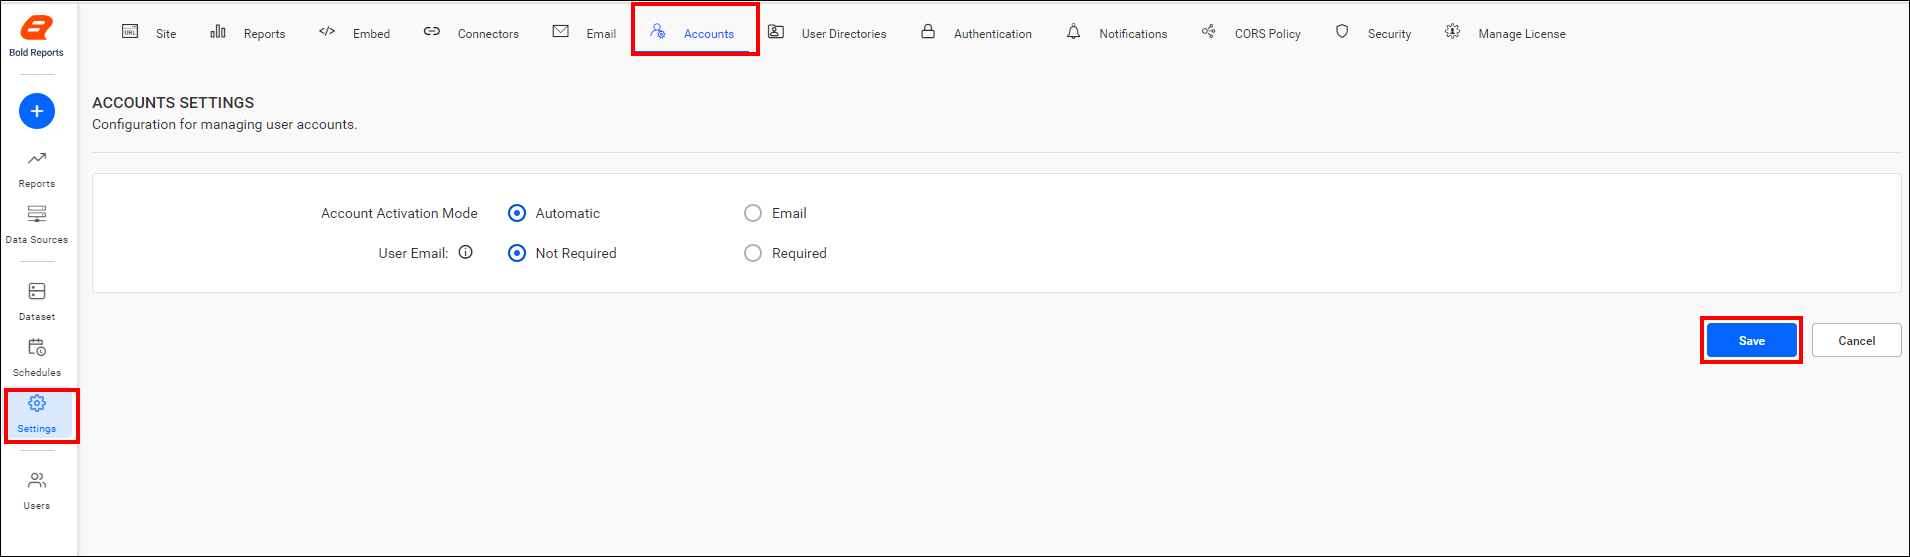 Bold Reports
Site
Reports
Embed
Connectors
Email
Accounts
User Directories
Authentication
Notifications
CORS Policy
Security
Manage License
Reports
Data Sources
Dataset
Schedules
Settings
Users
ACCOUNTS SETTINGS
Configuration for managing user accounts.
Account Activation Mode Automatic Email
User Email: Not Required Required
Save Cancel